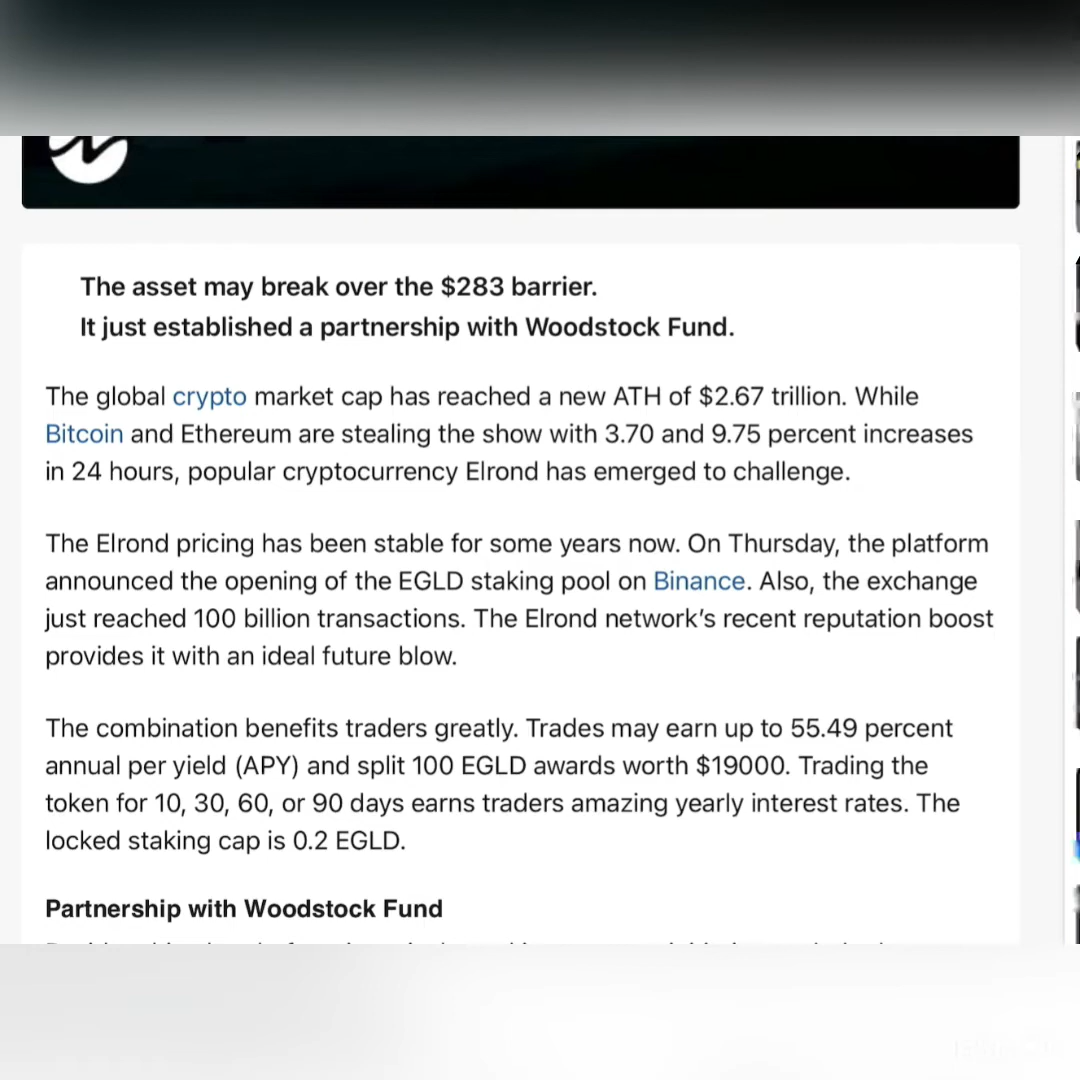 The asset may break over the $283 barrier.
It just established a partnership with Woodstock Fund.
The global crypto market cap has reached a new ATH of $2.67 trillion. While
Bitcoin and Ethereum are stealing the show with 3.70 and 9.75 percent increases
in 24 hours, popular cryptocurrency Elrond has emerged to challenge.
The Elrond pricing has been stable for some years now. On Thursday, the platform
announced the opening of the EGLD staking pool on Binance. Also, the exchange
just reached 100 billion transactions. The Elrond network’s recent reputation boost
provides it with an ideal future blow.
The combination benefits traders greatly. Trades may earn up to 55.49 percent
annual per yield (APY) and split 100 EGLD awards worth $19000. Trading the
token for 10, 30, 60, or 90 days earns traders amazing yearly interest rates. The
locked staking cap is 0.2 EGLD.
Partnership with Woodstock Fund